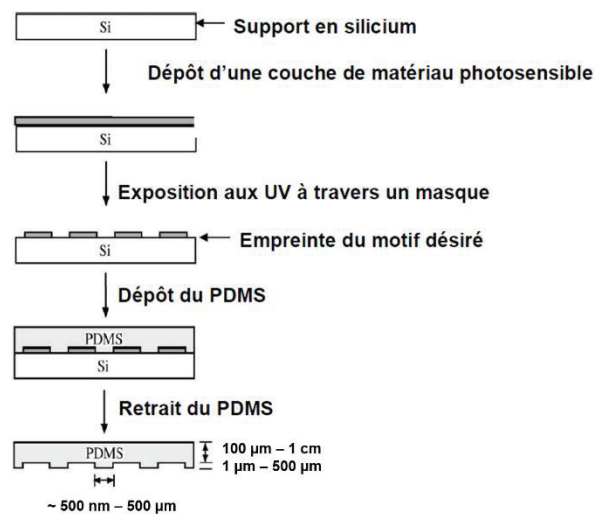 Si
Support en silicium
Dépôt d'une couche de matériau photosensible
Si
Exposition aux UV à travers un masque
Empreinte du motif désiré
Si
Dépôt du PDMS
PDMS
Si
Retrait du PDMS
PDMS
100 µm – 1 cm
1 µm – 500 µm
~ 500 nm – 500 µm